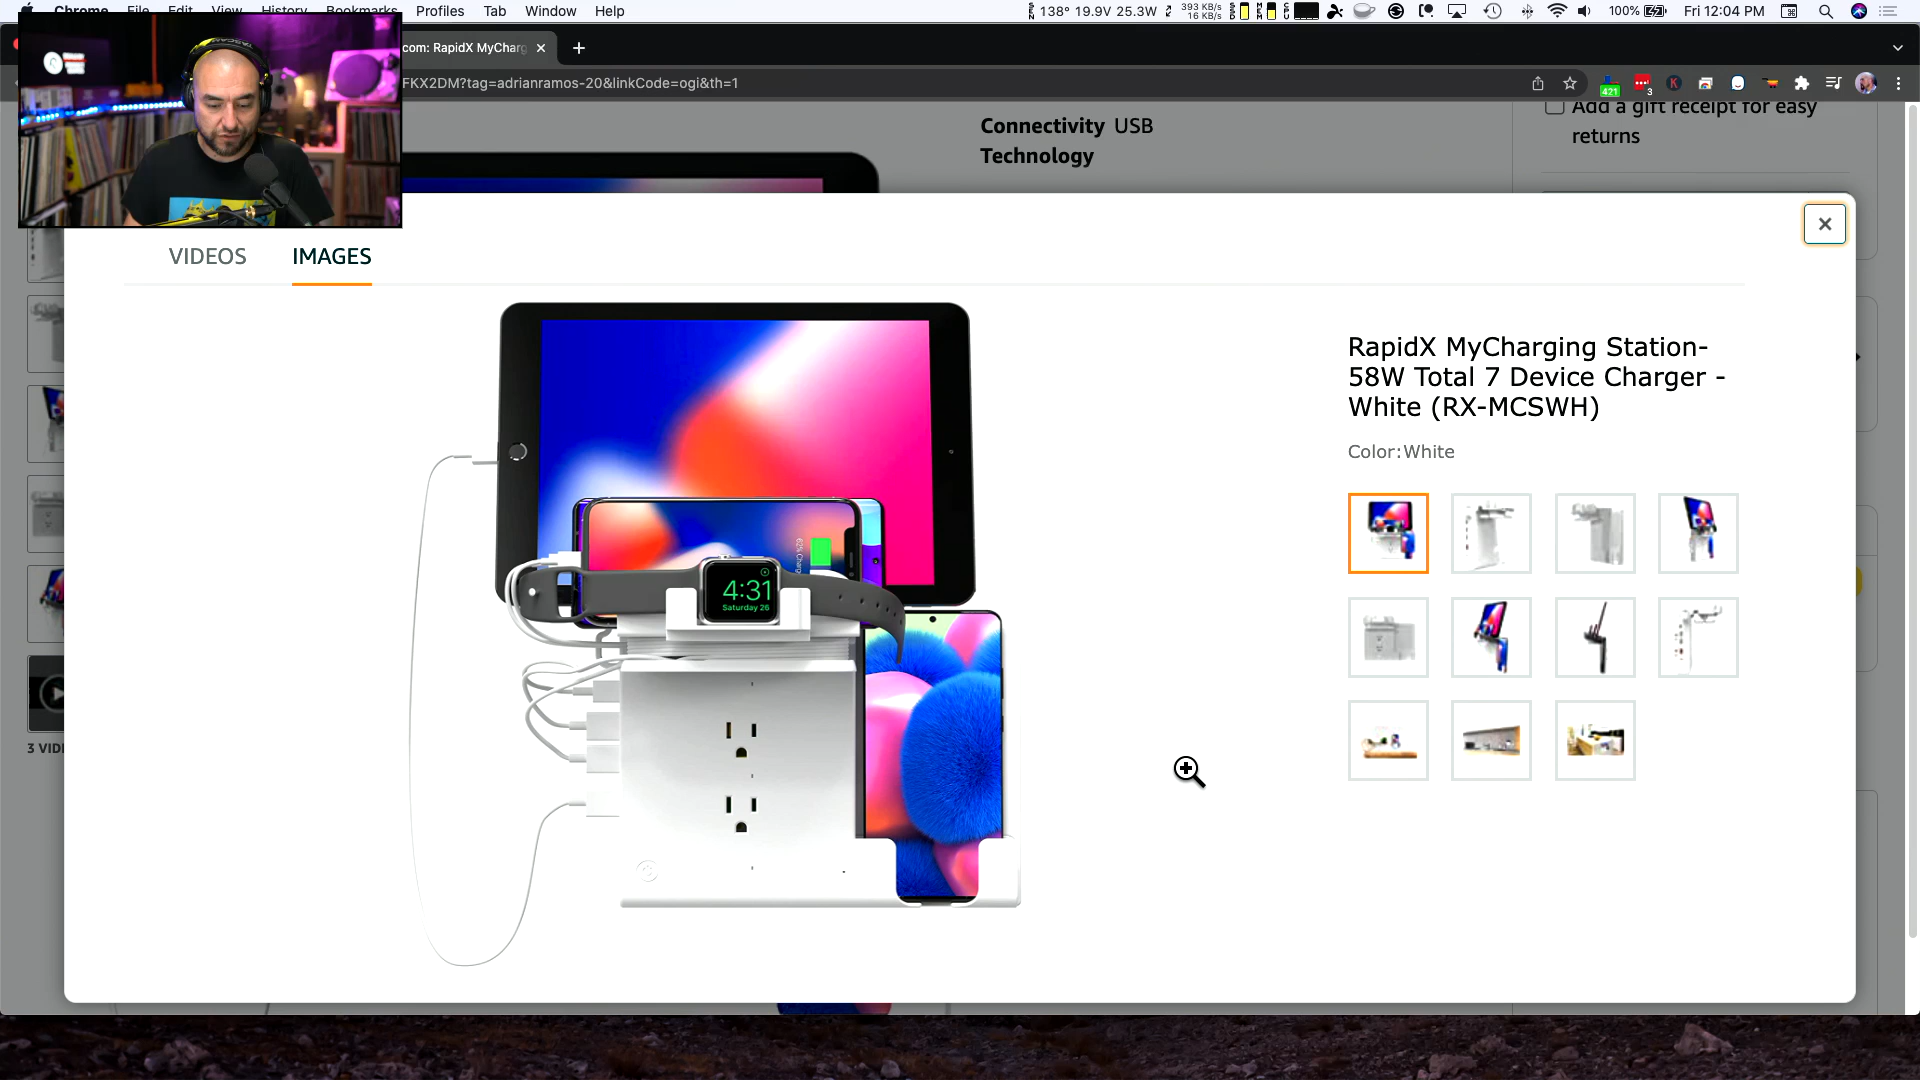 Chrome File Edit View History Bookmarks Profiles Tab Window Help
138° 19.9V 25.3W
393 KB/s
16 KB/s
100%
Fri 12:04 PM
com: RapidX MyCharg
FKX2DM?tag=adrianramos-20&linkCode=ogi&th=1
421
3
Connectivity USB
Technology
Add a gift receipt for easy
returns
VIDEOS
IMAGES
RapidX MyCharging Station-
58W Total 7 Device Charger -
White (RX-MCSWH)
Color:White
62% Charg
4:31
Saturday 26
3 VID